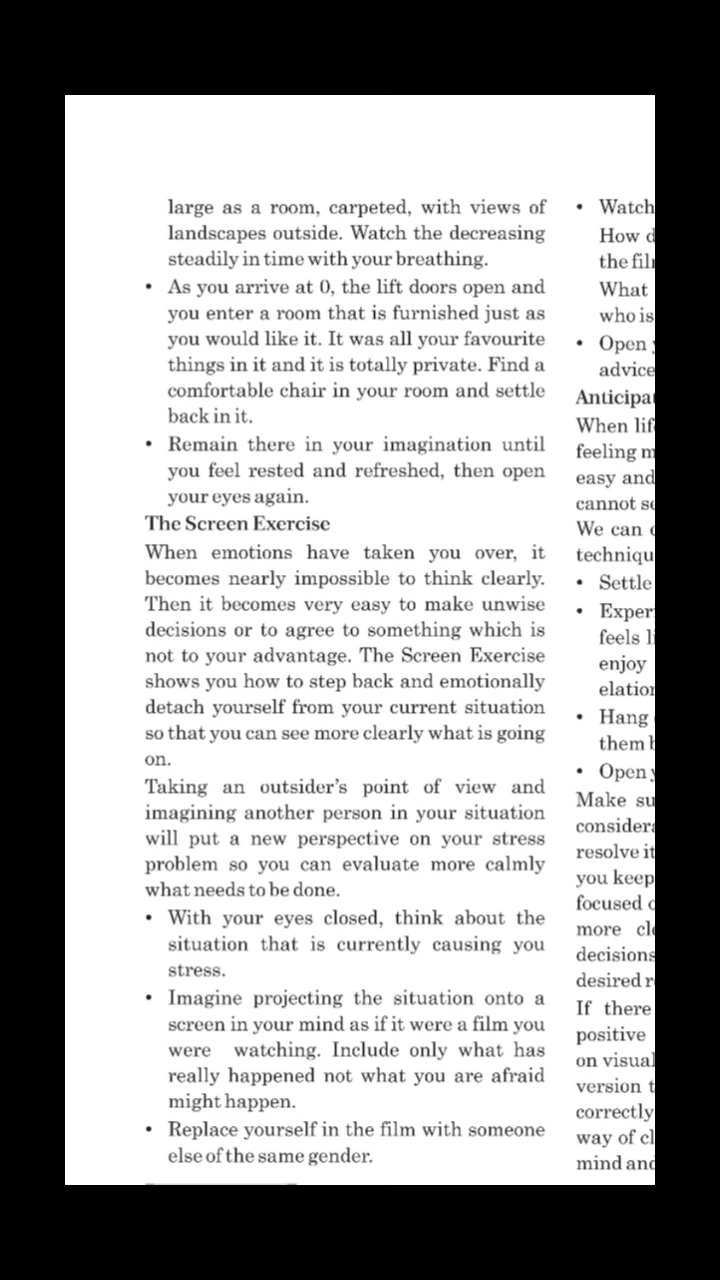 large as a room, carpeted, with views of
landscapes outside. Watch the decreasing
steadily in time with your breathing.
• As you arrive at 0, the lift doors open and
you enter a room that is furnished just as
you would like it. It was all your favourite
things in it and it is totally private. Find a
comfortable chair in your room and settle
back in it.
• Remain there in your imagination until
you feel rested and refreshed, then open
your eyes again.
The Screen Exercise
When emotions have taken you over, it
becomes nearly impossible to think clearly.
Then it becomes very easy to make unwise
decisions or to agree to something which is
not to your advantage. The Screen Exercise
shows you how to step back and emotionally
detach yourself from your current situation
so that you can see more clearly what is going
on.
Taking an outsider's point of view and
imagining another person in your situation
will put a new perspective on your stress
problem so you can evaluate more calmly
what needs to be done.
• With your eyes closed, think about the
situation that is currently causing you
stress.
• Imagine projecting the situation onto a
screen in your mind as if it were a film you
were watching. Include only what has
really happened not what you are afraid
might happen.
• Replace yourself in the film with someone
else of the same gender.
• Watch
How
the
What
who is
• Open
advice
When
feeling
easy and
cannot
We can
• Settle
•
feels
enjoy
• Hang
them
• Open
Make
resolve it
you keep
focused
more
decisions
desired
If there
positive
on
version
correctly
way of
mind